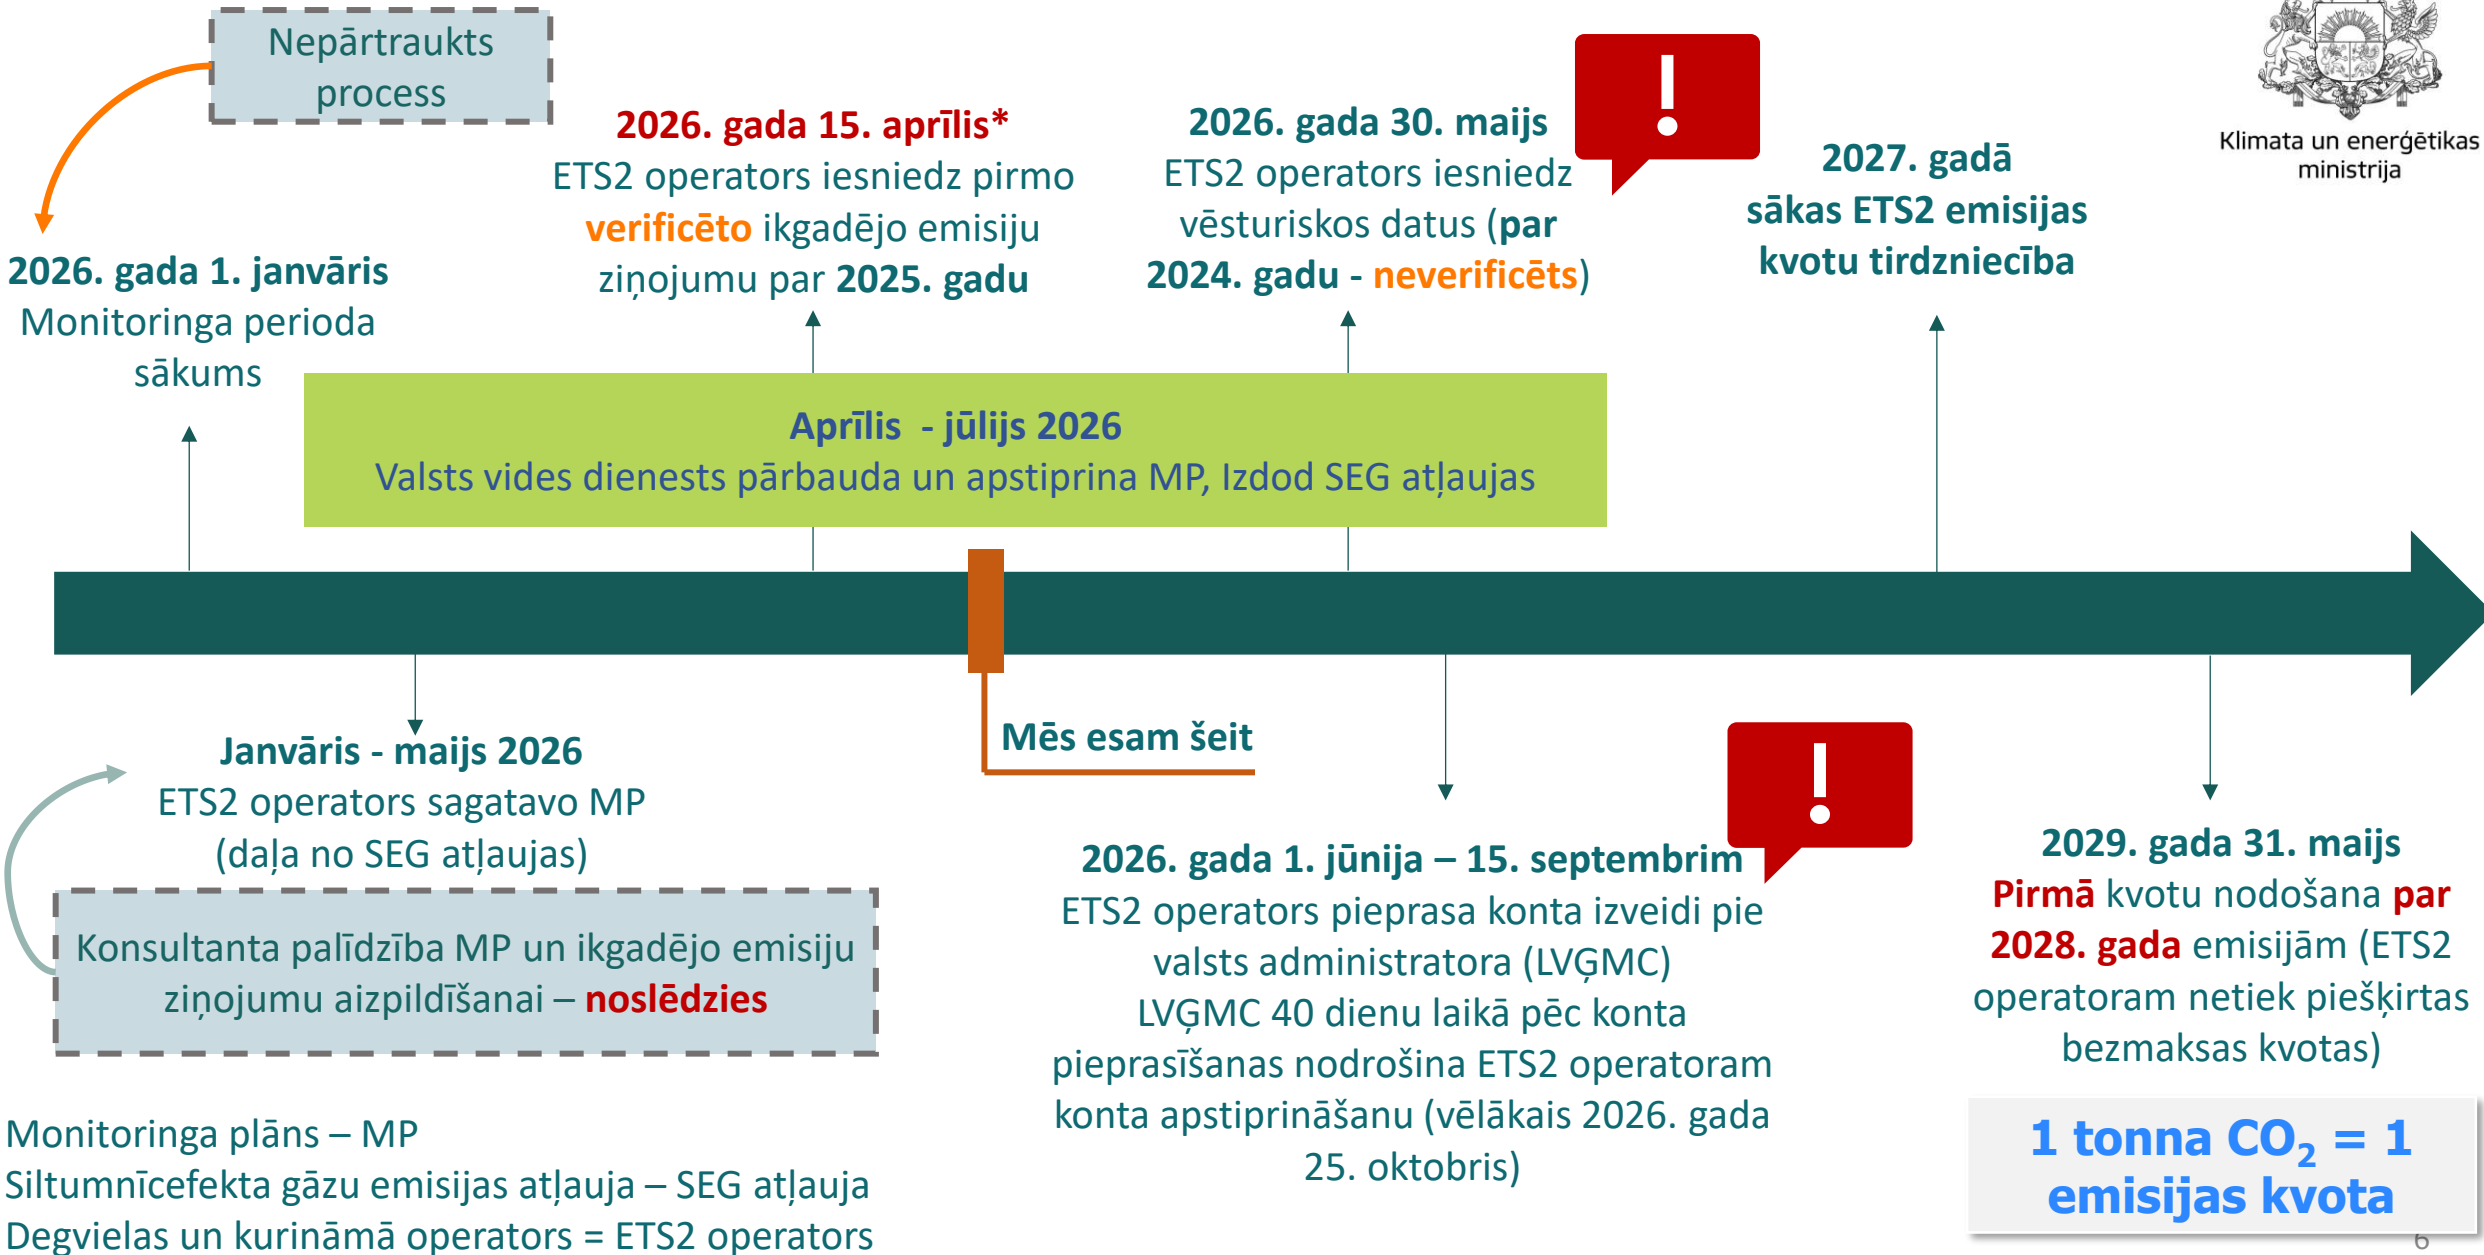 Nepārtraukts
process
Klimata un enerģētikas
ministrija
2026. gada 1. janvāris
Monitoringa perioda
sākums
2026. gada 15. aprīlis*
ETS2 operators iesniedz pirmo
verificēto ikgadējo emisiju
ziņojumu par 2025. gadu
2026. gada 30. maijs
ETS2 operators iesniedz
vēsturiskos datus (par
2024. gadu - neverificēts)
!
2027. gadā
sākas ETS2 emisijas
kvotu tirdzniecība
Aprīlis - jūlijs 2026
Valsts vides dienests pārbauda un apstiprina MP, Izdod SEG atļaujas
Mēs esam šeit
Janvāris - maijs 2026
ETS2 operators sagatavo MP
(daļa no SEG atļaujas)
Konsultanta palīdzība MP un ikgadējo emisiju
ziņojumu aizpildīšanai – noslēdzies
!
2026. gada 1. jūnija – 15. septembrim
ETS2 operators pieprasa konta izveidi pie
valsts administratora (LVĢMC)
LVĢMC 40 dienu laikā pēc konta
pieprasīšanas nodrošina ETS2 operatoram
konta apstiprināšanu (vēlākais 2026. gada
25. oktobris)
2029. gada 31. maijs
Pirmā kvotu nodošana par
2028. gada emisijām (ETS2
operatoram netiek piešķirtas
bezmaksas kvotas)
1 tonna CO₂ = 1
emisijas kvota
Monitoringa plāns – MP
Siltumnīcefekta gāzu emisijas atļauja – SEG atļauja
Degvielas un kurināmā operators = ETS2 operators
6